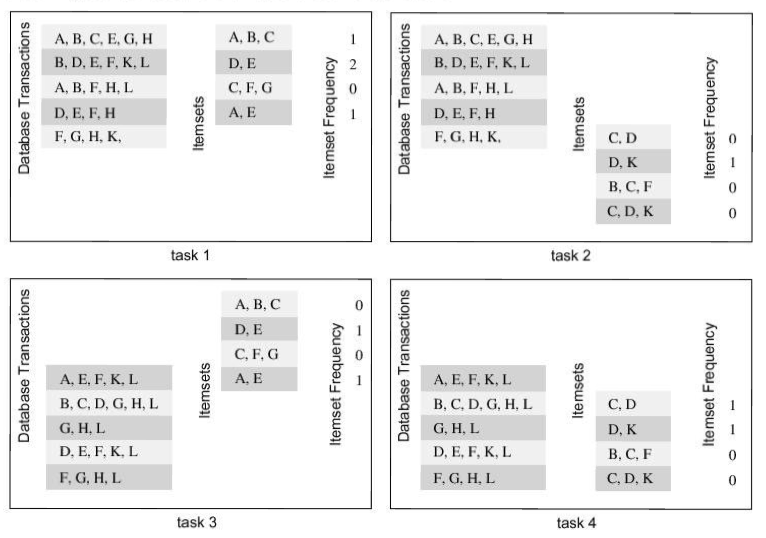 Database Transactions
A, B, C, E, G, H
B, D, E, F, K, L
A, B, F, H, L
D, E, F, H
F, G, H, K,
Itemsets
A, B, C
D, E
C, F, G
A, E
Itemset Frequency
1
2
0
1
task 1
Database Transactions
A, B, C, E, G, H
B, D, E, F, K, L
A, B, F, H, L
D, E, F, H
F, G, H, K,
Itemsets
C, D
D, K
B, C, F
C, D, K
Itemset Frequency
0
1
0
0
task 2
Database Transactions
A, E, F, K, L
B, C, D, G, H, L
G, H, L
D, E, F, K, L
F, G, H, L
Itemsets
A, B, C
D, E
C, F, G
A, E
Itemset Frequency
0
1
0
1
task 3
Database Transactions
A, E, F, K, L
B, C, D, G, H, L
G, H, L
D, E, F, K, L
F, G, H, L
Itemsets
C, D
D, K
B, C, F
C, D, K
Itemset Frequency
1
1
0
0
task 4